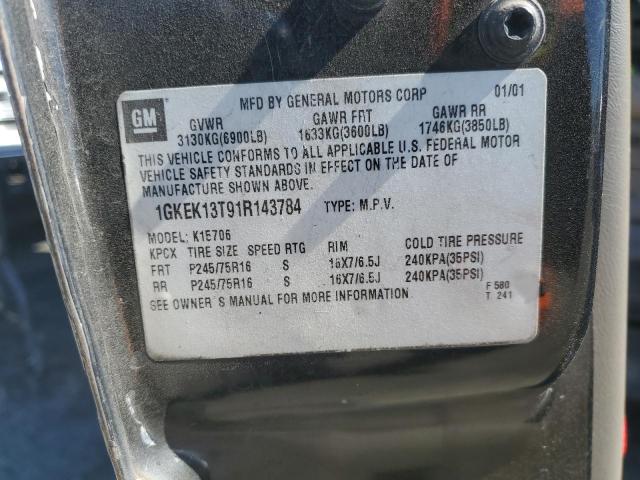 GM
MFD BY GENERAL MOTORS CORP 01/01
GVWR GAWR FRT GAWR RR
3130KG(6900LB) 1633KG(3600LB) 1746KG(3850LB)
THIS VEHICLE CONFORMS TO ALL APPLICABLE U.S. FEDERAL MOTOR
VEHICLE SAFETY STANDARDS IN EFFECT ON THE DATE OF
MANUFACTURE SHOWN ABOVE.
1GKEK13T91R143784 TYPE: M.P.V.
MODEL: K15706
KPCX TIRE SIZE SPEED RTG RIM COLD TIRE PRESSURE
FRT P245/75R16 S 16X7/6.5J 240KPA(35PSI)
RR P245/75R16 S 16X7/6.5J 240KPA(35PSI)
SEE OWNER'S MANUAL FOR MORE INFORMATION
F 580
T 241